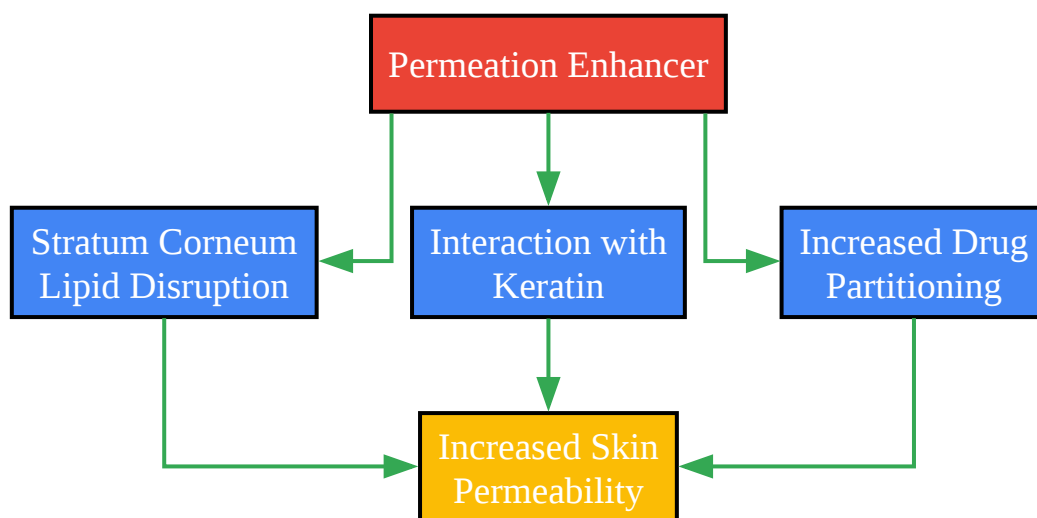 Permeation Enhancer
Stratum Corneum
Lipid Disruption
Interaction with
Keratin
Increased Drug
Partitioning
Increased Skin
Permeability